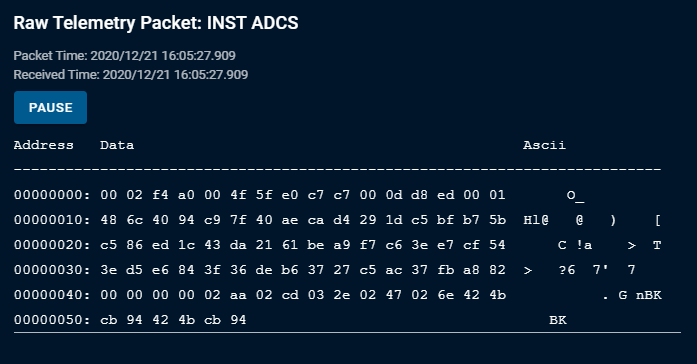 Raw Telemetry Packet: INST ADCS
Packet Time: 2020/12/21 16:05:27.909
Received Time: 2020/12/21 16:05:27.909
PAUSE
Address   Data                                              Ascii
---------------------------------------------------------------------------
00000000: 00 02 f4 a0 00 4f 5f e0 c7 c7 00 0d d8 ed 00 01       O_
00000010: 48 6c 40 94 c9 7f 40 ae ca d4 29 1d c5 bf b7 5b  Hl@   @   )    [
00000020: c5 86 ed 1c 43 da 21 61 be a9 f7 c6 3e e7 cf 54      C !a    >  T
00000030: 3e d5 e6 84 3f 36 de b6 37 27 c5 ac 37 fb a8 82  >   ?6  7'  7
00000040: 00 00 00 00 02 aa 02 cd 03 2e 02 47 02 6e 42 4b           . G nBK
00000050: cb 94 42 4b cb 94                                  BK